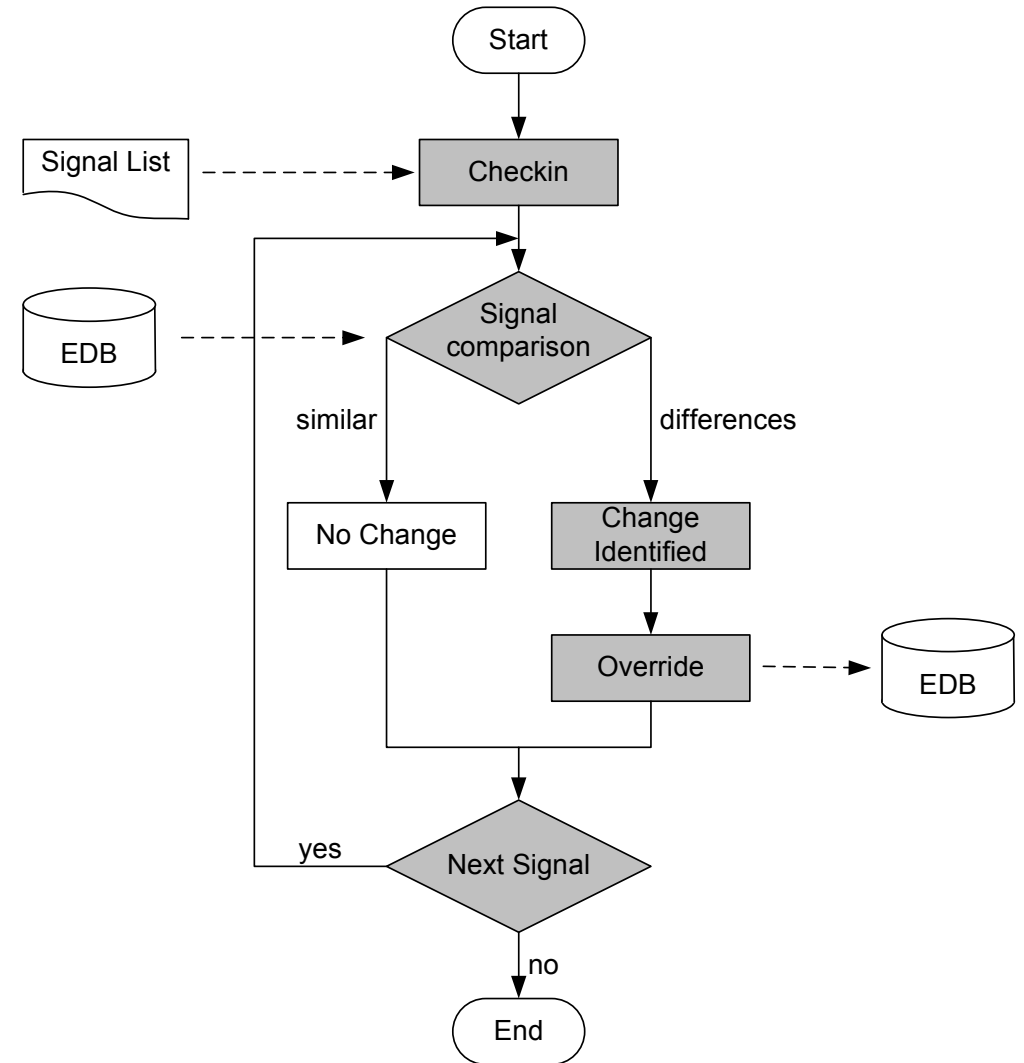 Start
Signal List
Checkin
EDB
Signal
comparison
similar
differences
No Change
Change
Identified
Override
EDB
yes
Next Signal
no
End